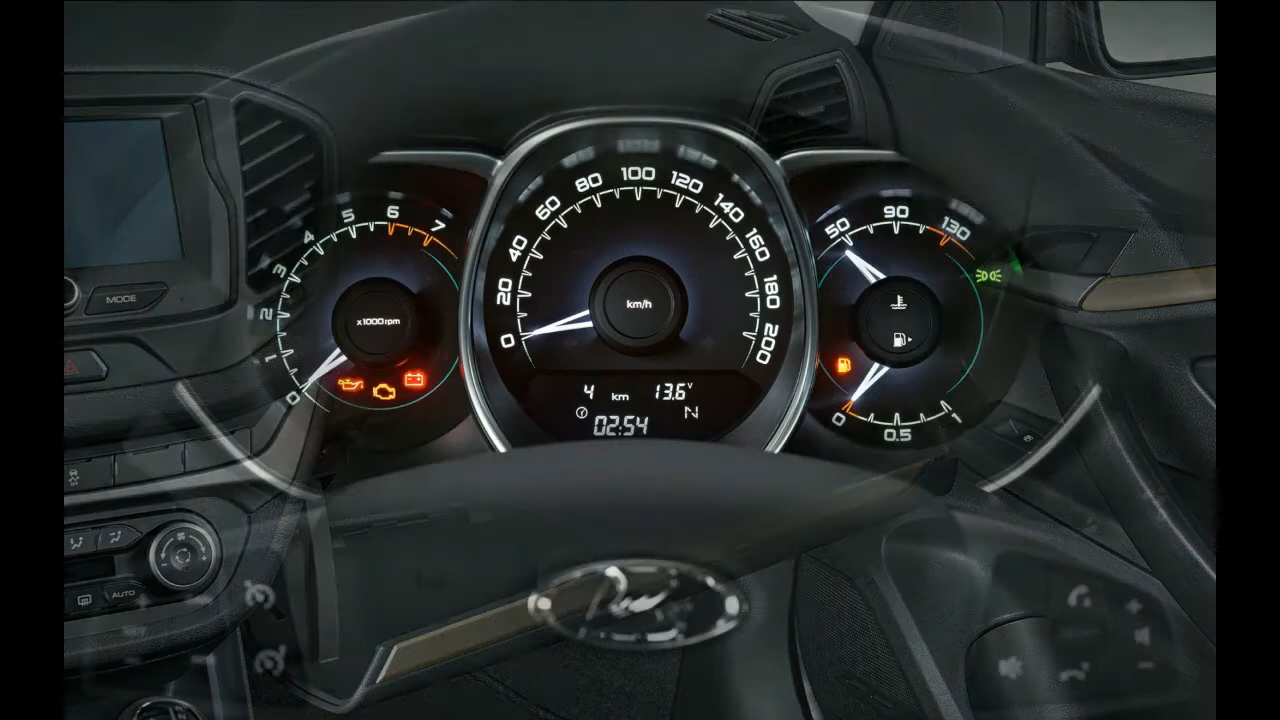 0 1 2 3 4 5 6 7
x1000rpm
0 20 40 60 80 100 120 140 160 180 200
km/h
4 km 13.6 V
02:54 N
50 90 130
0 0.5 1
MODE
AUTO